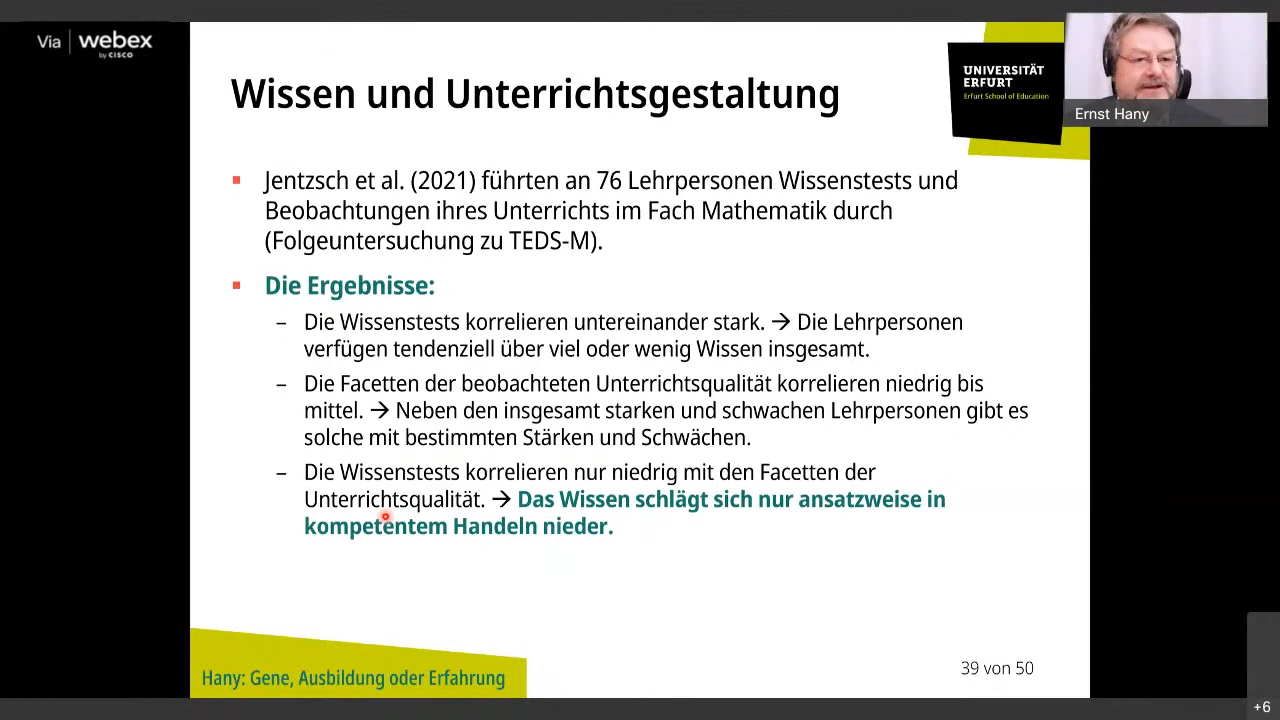 Via webex
by CISCO
Wissen und Unterrichtsgestaltung
UNIVERSITÄT
ERFURT
Erfurt School of Education
Ernst Hany
Jentzsch et al. (2021) führten an 76 Lehrpersonen Wissenstests und
Beobachtungen ihres Unterrichts im Fach Mathematik durch
(Folgeuntersuchung zu TEDS-M).
Die Ergebnisse:
– Die Wissenstests korrelieren untereinander stark. → Die Lehrpersonen
verfügen tendenziell über viel oder wenig Wissen insgesamt.
– Die Facetten der beobachteten Unterrichtsqualität korrelieren niedrig bis
mittel. → Neben den insgesamt starken und schwachen Lehrpersonen gibt es
solche mit bestimmten Stärken und Schwächen.
– Die Wissenstests korrelieren nur niedrig mit den Facetten der
Unterrichtsqualität. → Das Wissen schlägt sich nur ansatzweise in
kompetentem Handeln nieder.
Hany: Gene, Ausbildung oder Erfahrung
39 von 50
+6